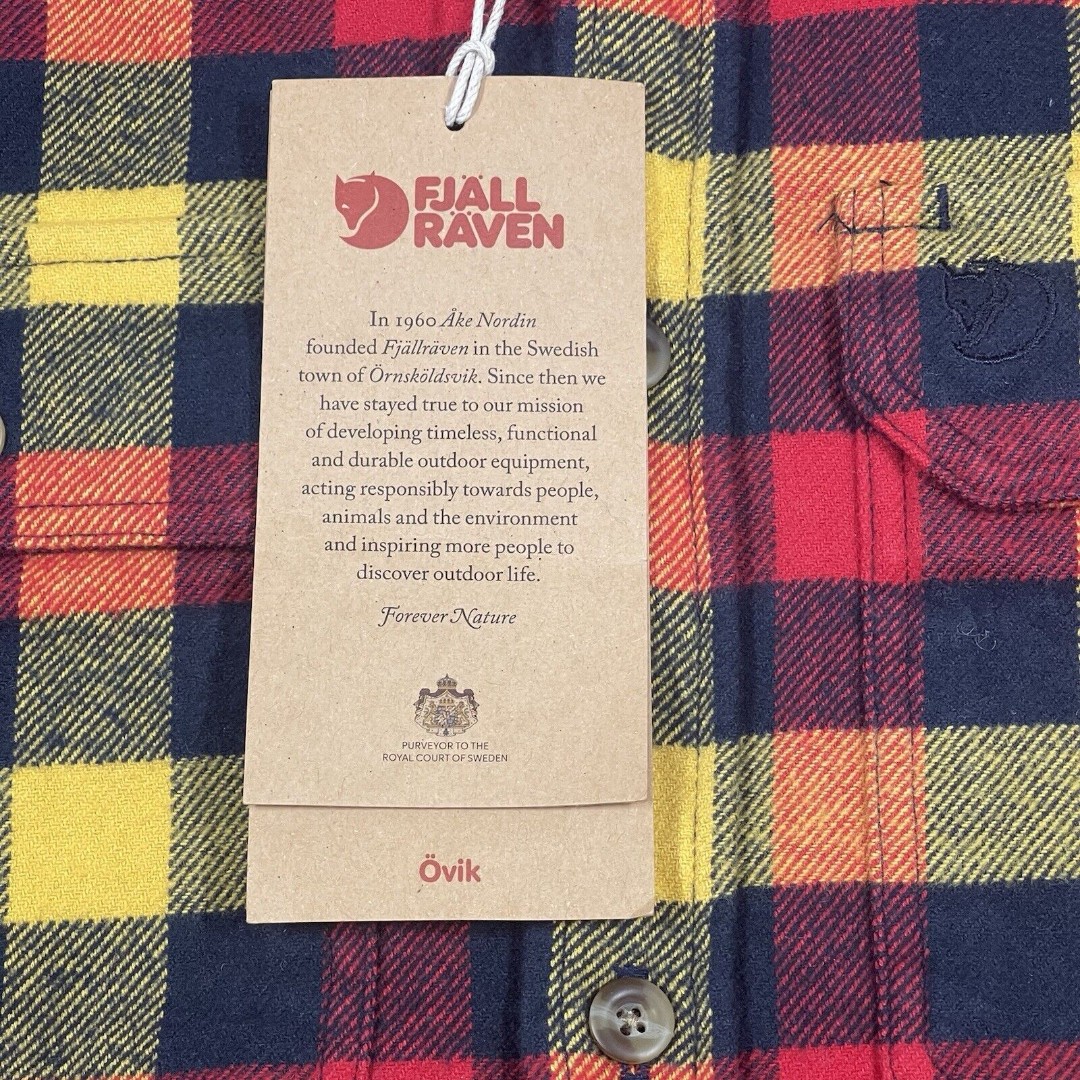 FJÄLL
RÄVEN
In 1960 Åke Nordin
founded Fjällräven in the Swedish
town of Örnsköldsvik. Since then we
have stayed true to our mission
of developing timeless, functional
and durable outdoor equipment,
acting responsibly towards people,
animals and the environment
and inspiring more people to
discover outdoor life.
Forever Nature
PURVEYOR TO THE
ROYAL COURT OF SWEDEN
Övik